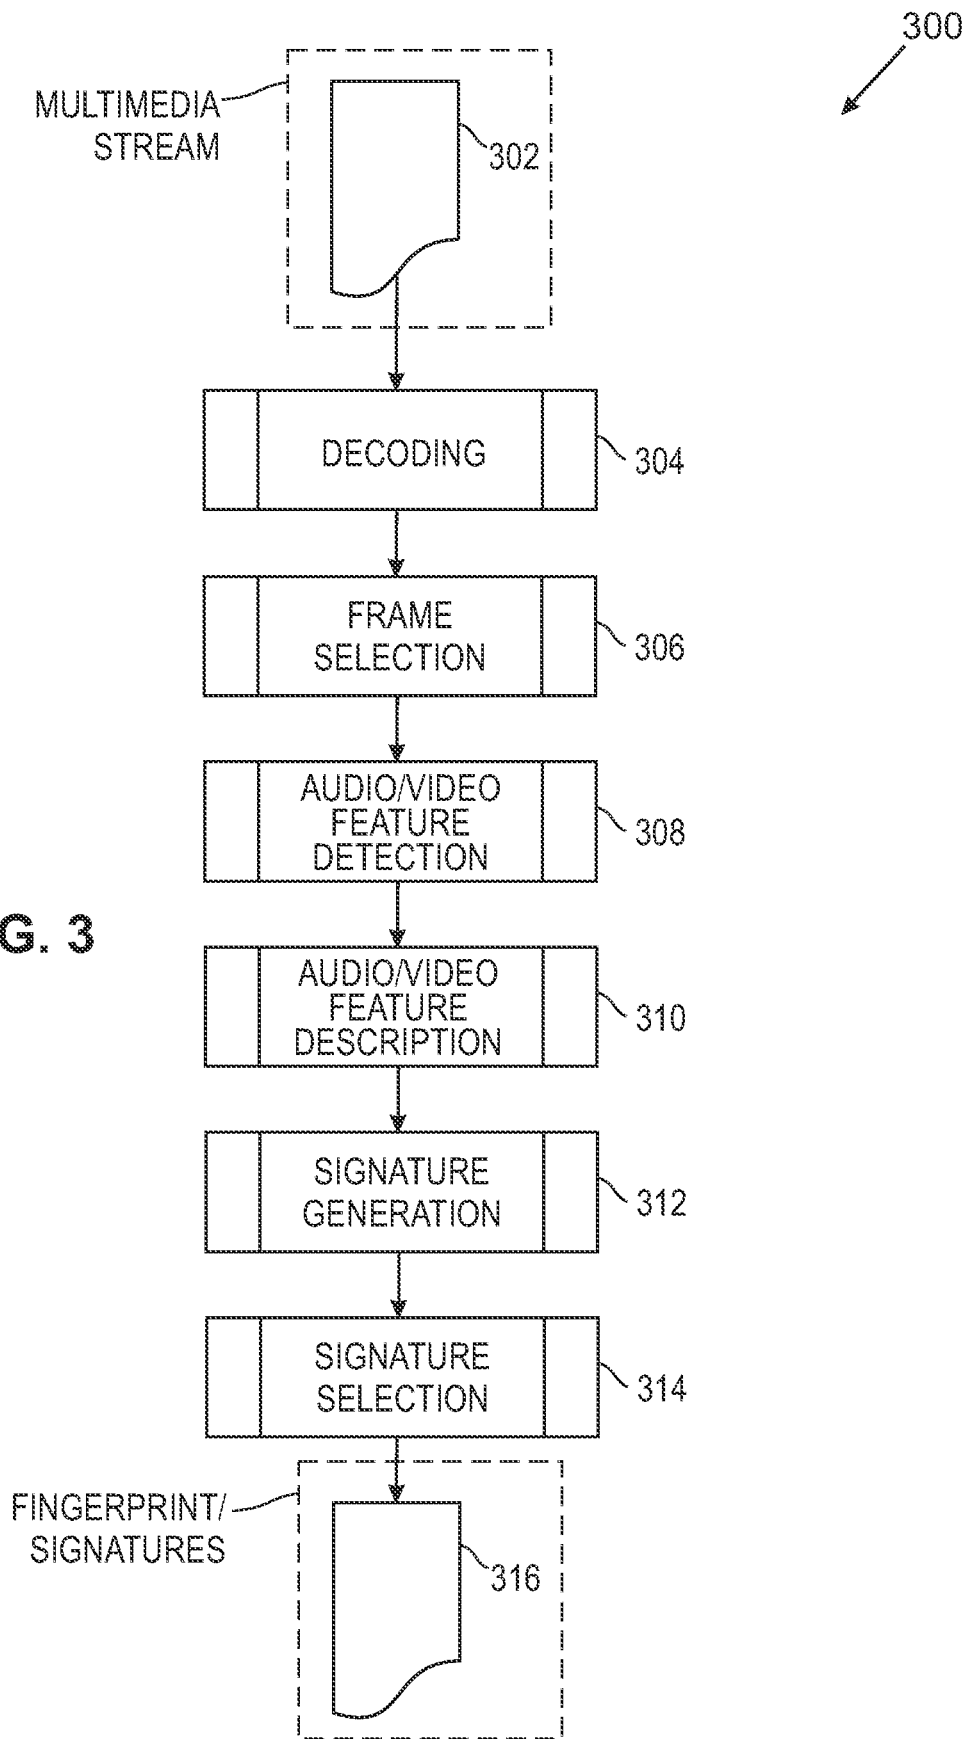 300
MULTIMEDIA
STREAM
302
DECODING
304
FRAME
SELECTION
306
AUDIO/VIDEO
FEATURE
DETECTION
308
G. 3
AUDIO/VIDEO
FEATURE
DESCRIPTION
310
SIGNATURE
GENERATION
312
SIGNATURE
SELECTION
314
FINGERPRINT/
SIGNATURES
316